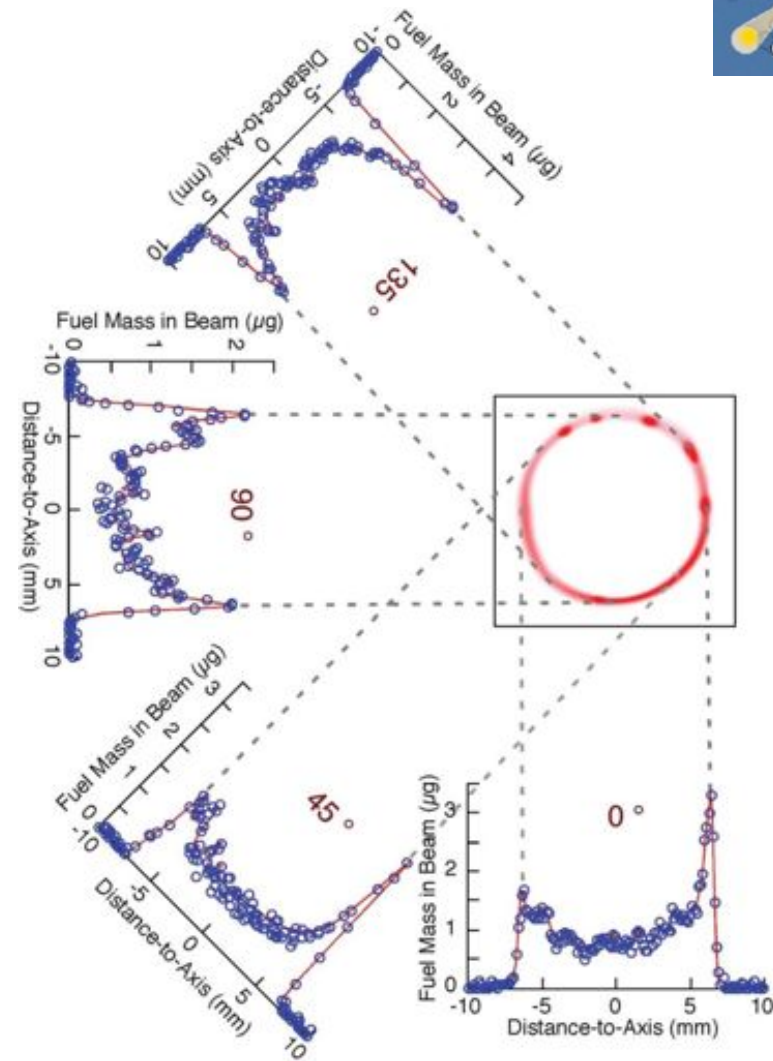 Fuel Mass in Beam (µg)
0 2 4
Distance-to-Axis (mm)
-10 -5 0 5 10
135°
Fuel Mass in Beam (µg)
0 1 2
Distance-to-Axis (mm)
-10 -5 0 5 10
90°
Fuel Mass in Beam (µg)
0 1 2 3
Distance-to-Axis (mm)
-10 -5 0 5 10
45°
Fuel Mass in Beam (µg)
3
2
1
0
0°
-10 -5 0 5 10
Distance-to-Axis (mm)